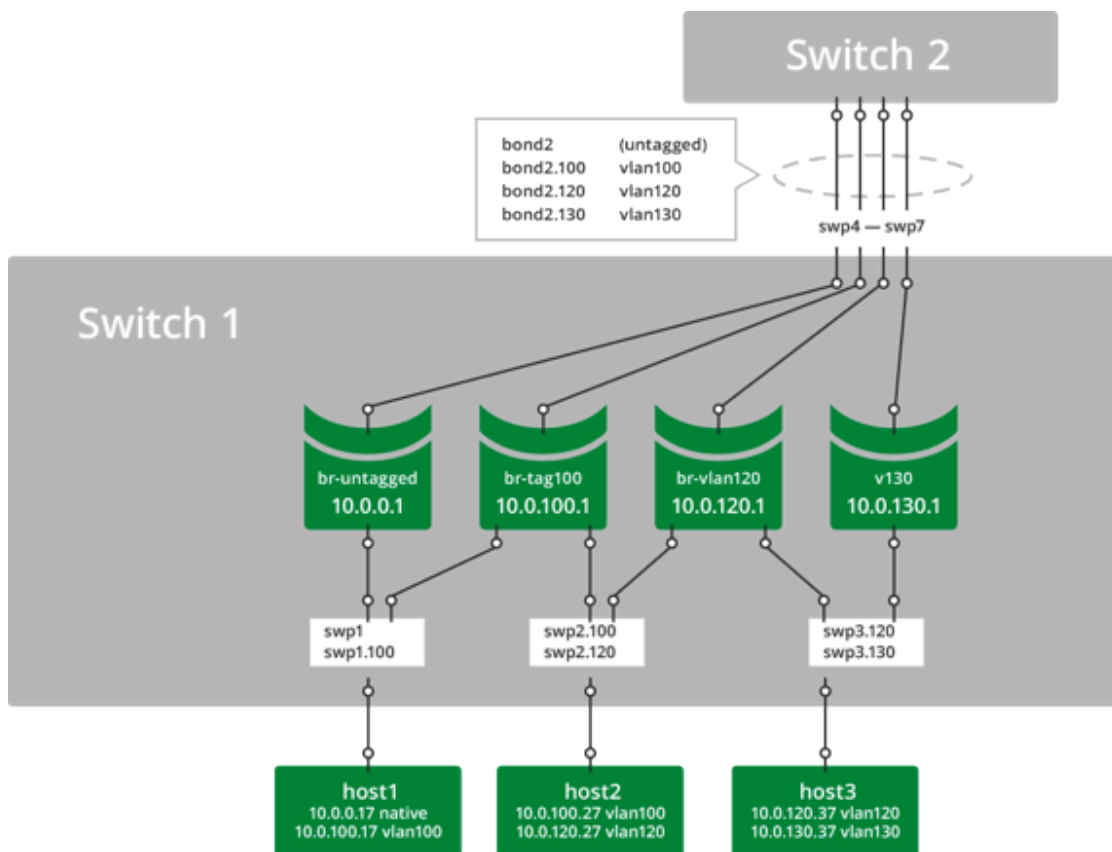 Switch 2
bond2 (untagged)
bond2.100 vlan100
bond2.120 vlan120
bond2.130 vlan130
swp4 — swp7
Switch 1
br-untagged
10.0.0.1
br-tag100
10.0.100.1
br-vlan120
10.0.120.1
v130
10.0.130.1
swp1
swp1.100
swp2.100
swp2.120
swp3.120
swp3.130
host1
10.0.0.17 native
10.0.100.17 vlan100
host2
10.0.100.27 vlan100
10.0.120.27 vlan120
host3
10.0.120.37 vlan120
10.0.130.37 vlan130